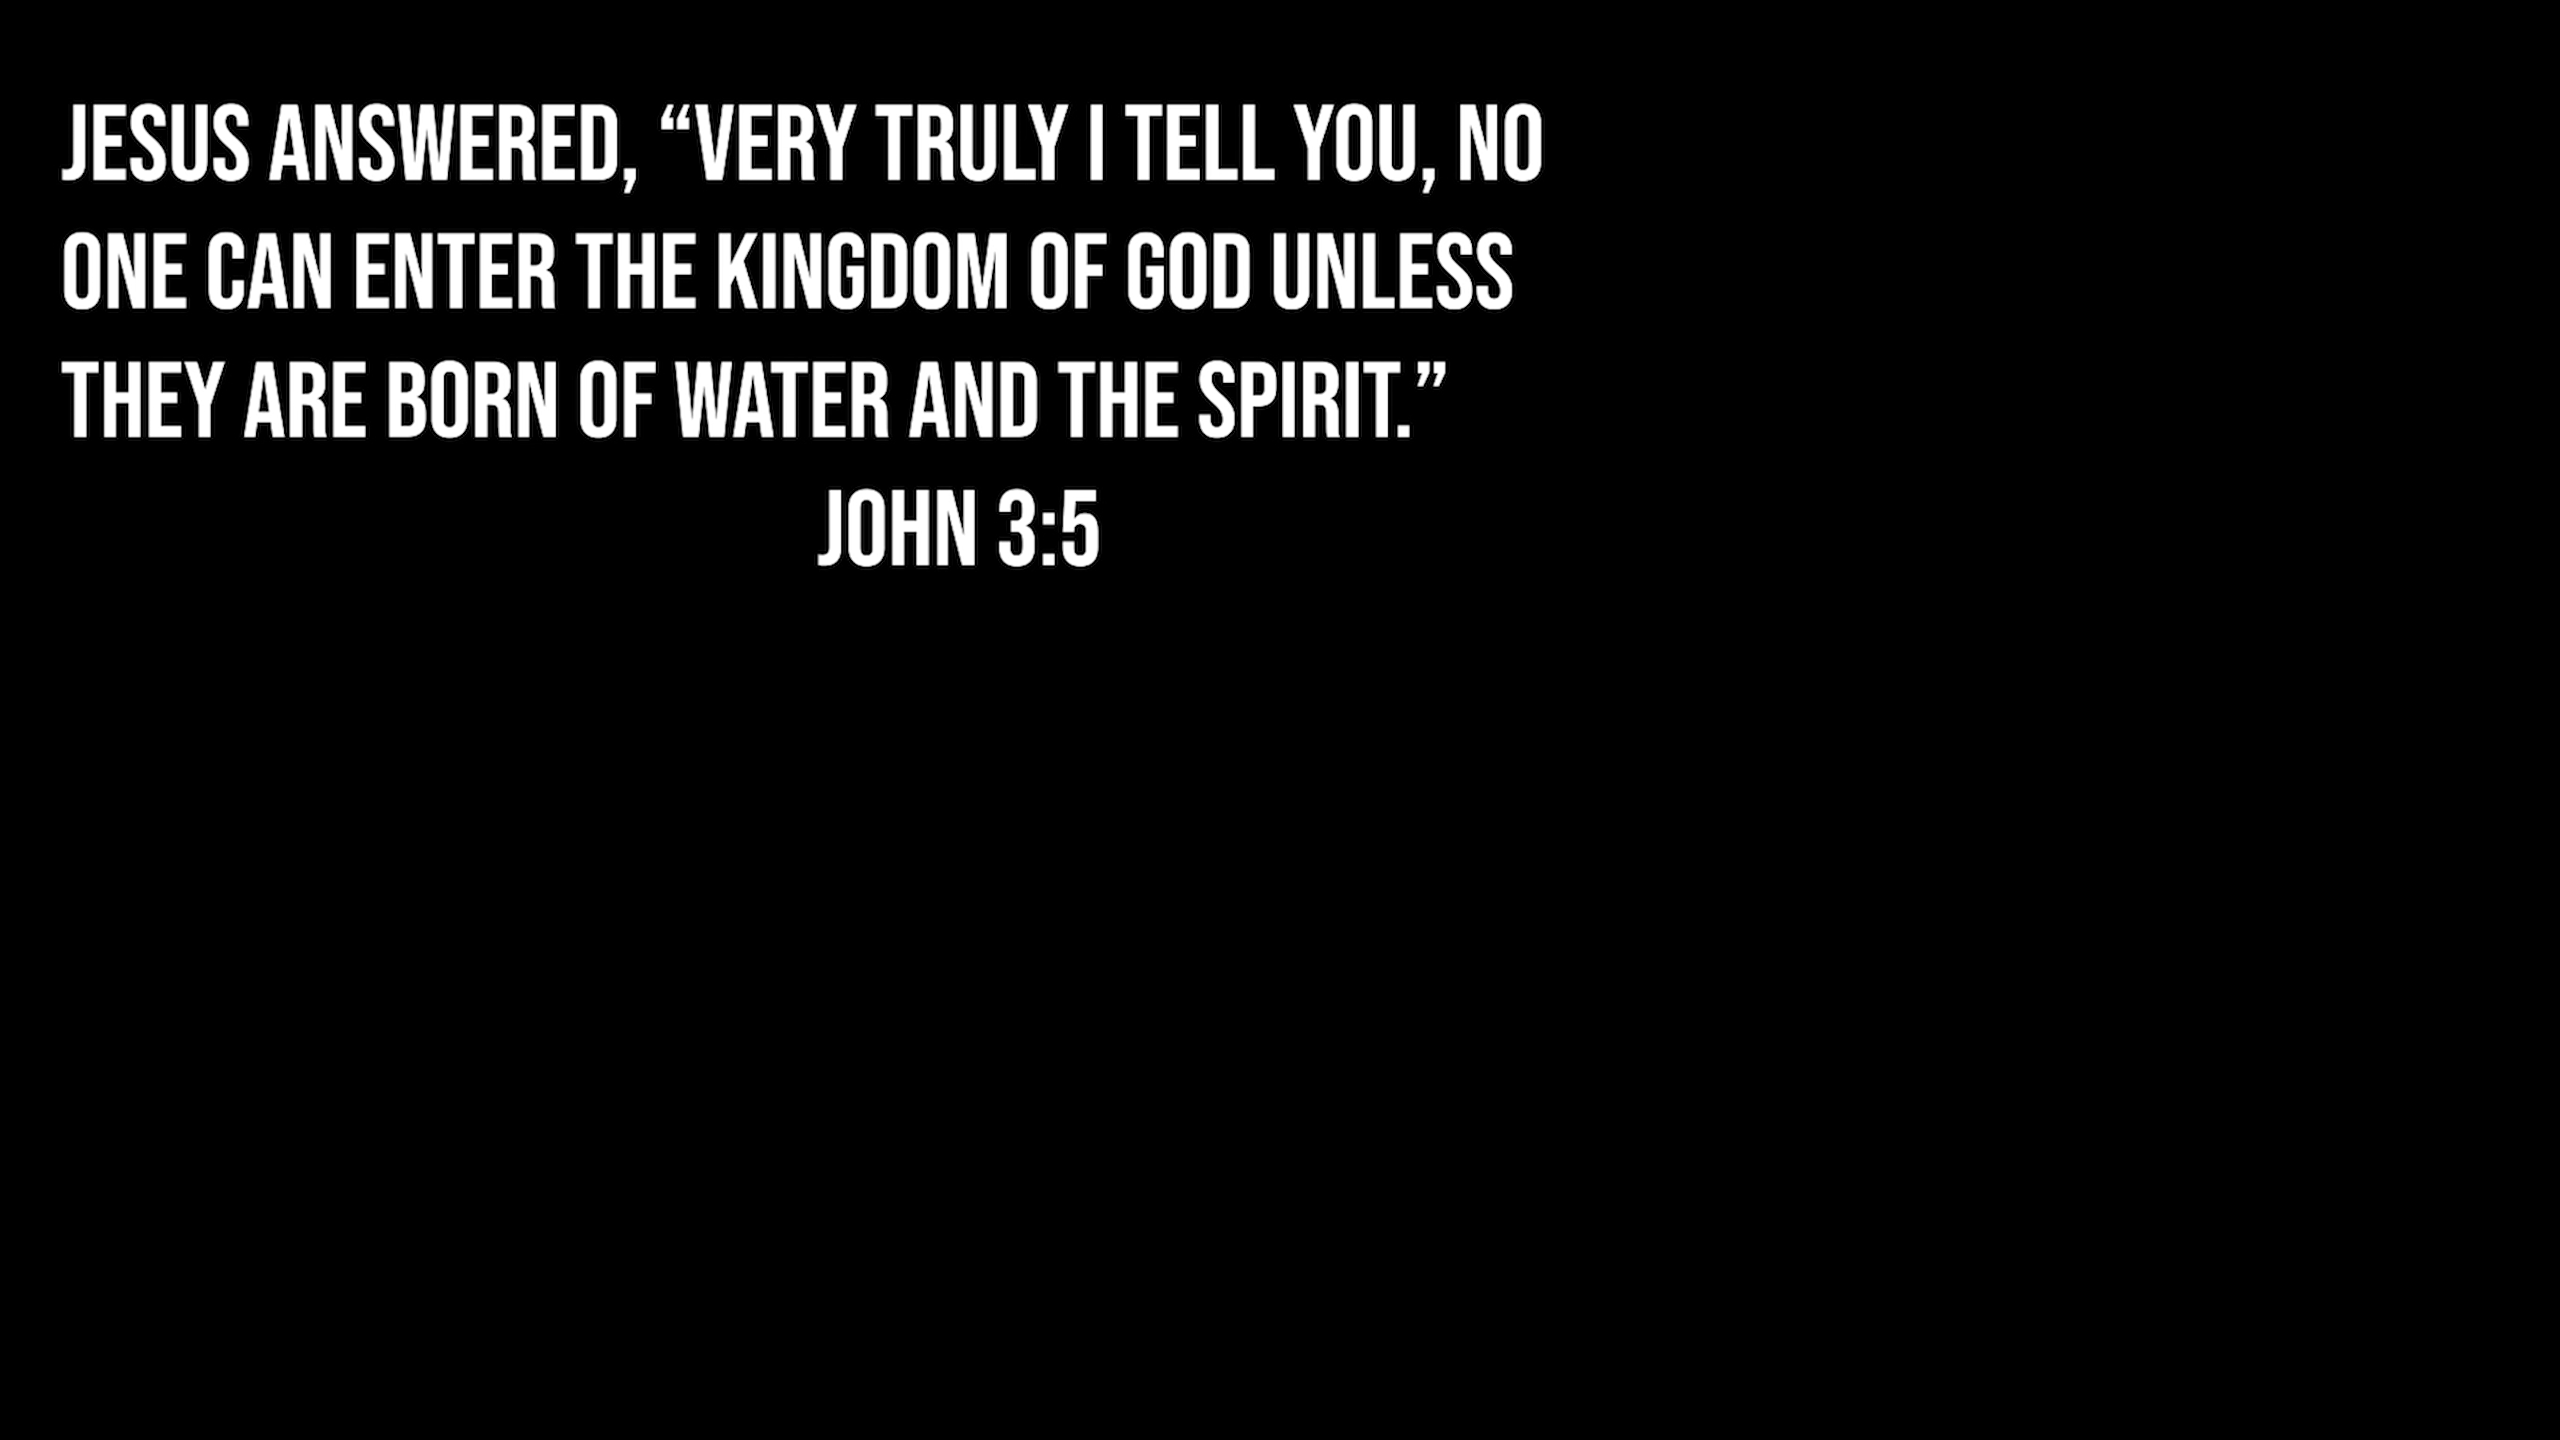 JESUS ANSWERED, “VERY TRULY I TELL YOU, NO
ONE CAN ENTER THE KINGDOM OF GOD UNLESS
THEY ARE BORN OF WATER AND THE SPIRIT.”
JOHN 3:5